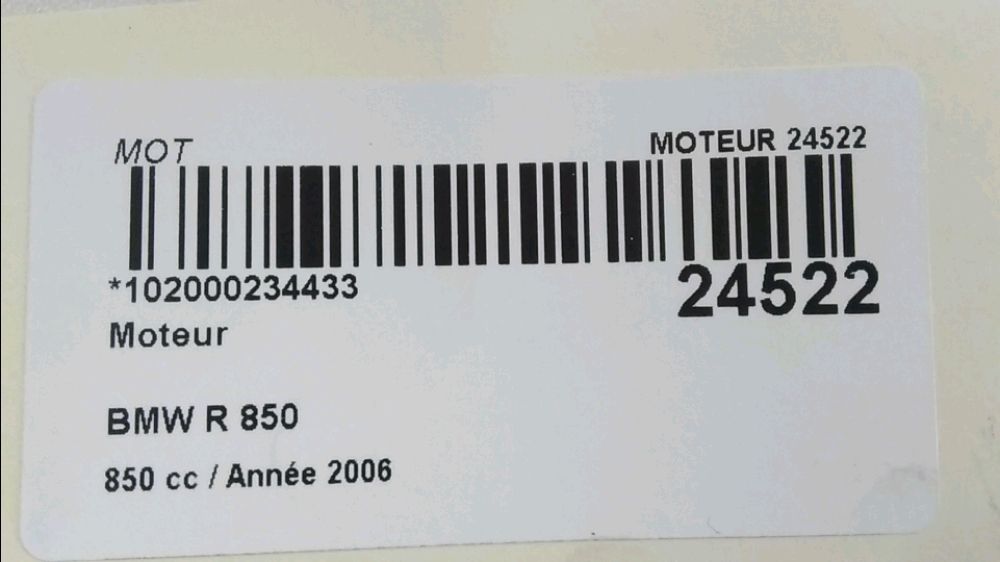 MOT
MOTEUR 24522
*102000234433
24522
Moteur
BMW R 850
850 cc / Année 2006